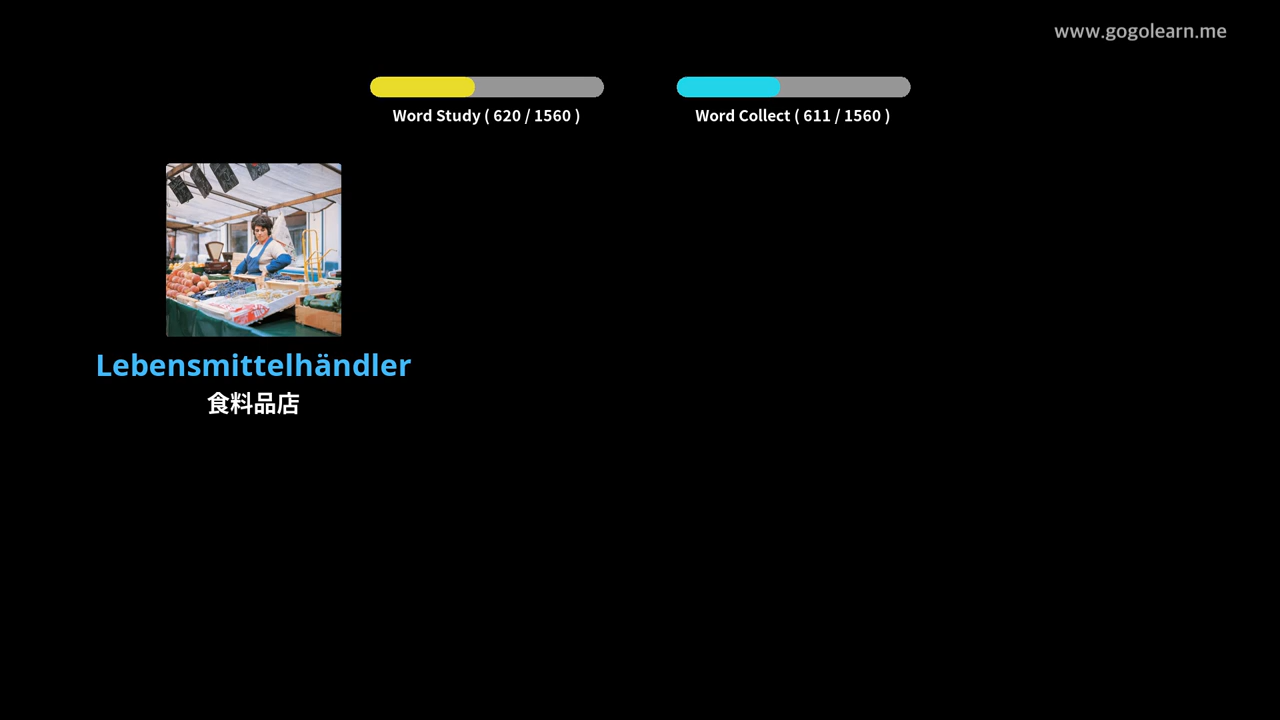 www.gogolearn.me
Word Study ( 620 / 1560 )
Word Collect ( 611 / 1560 )
Lebensmittelhändler
食料品店